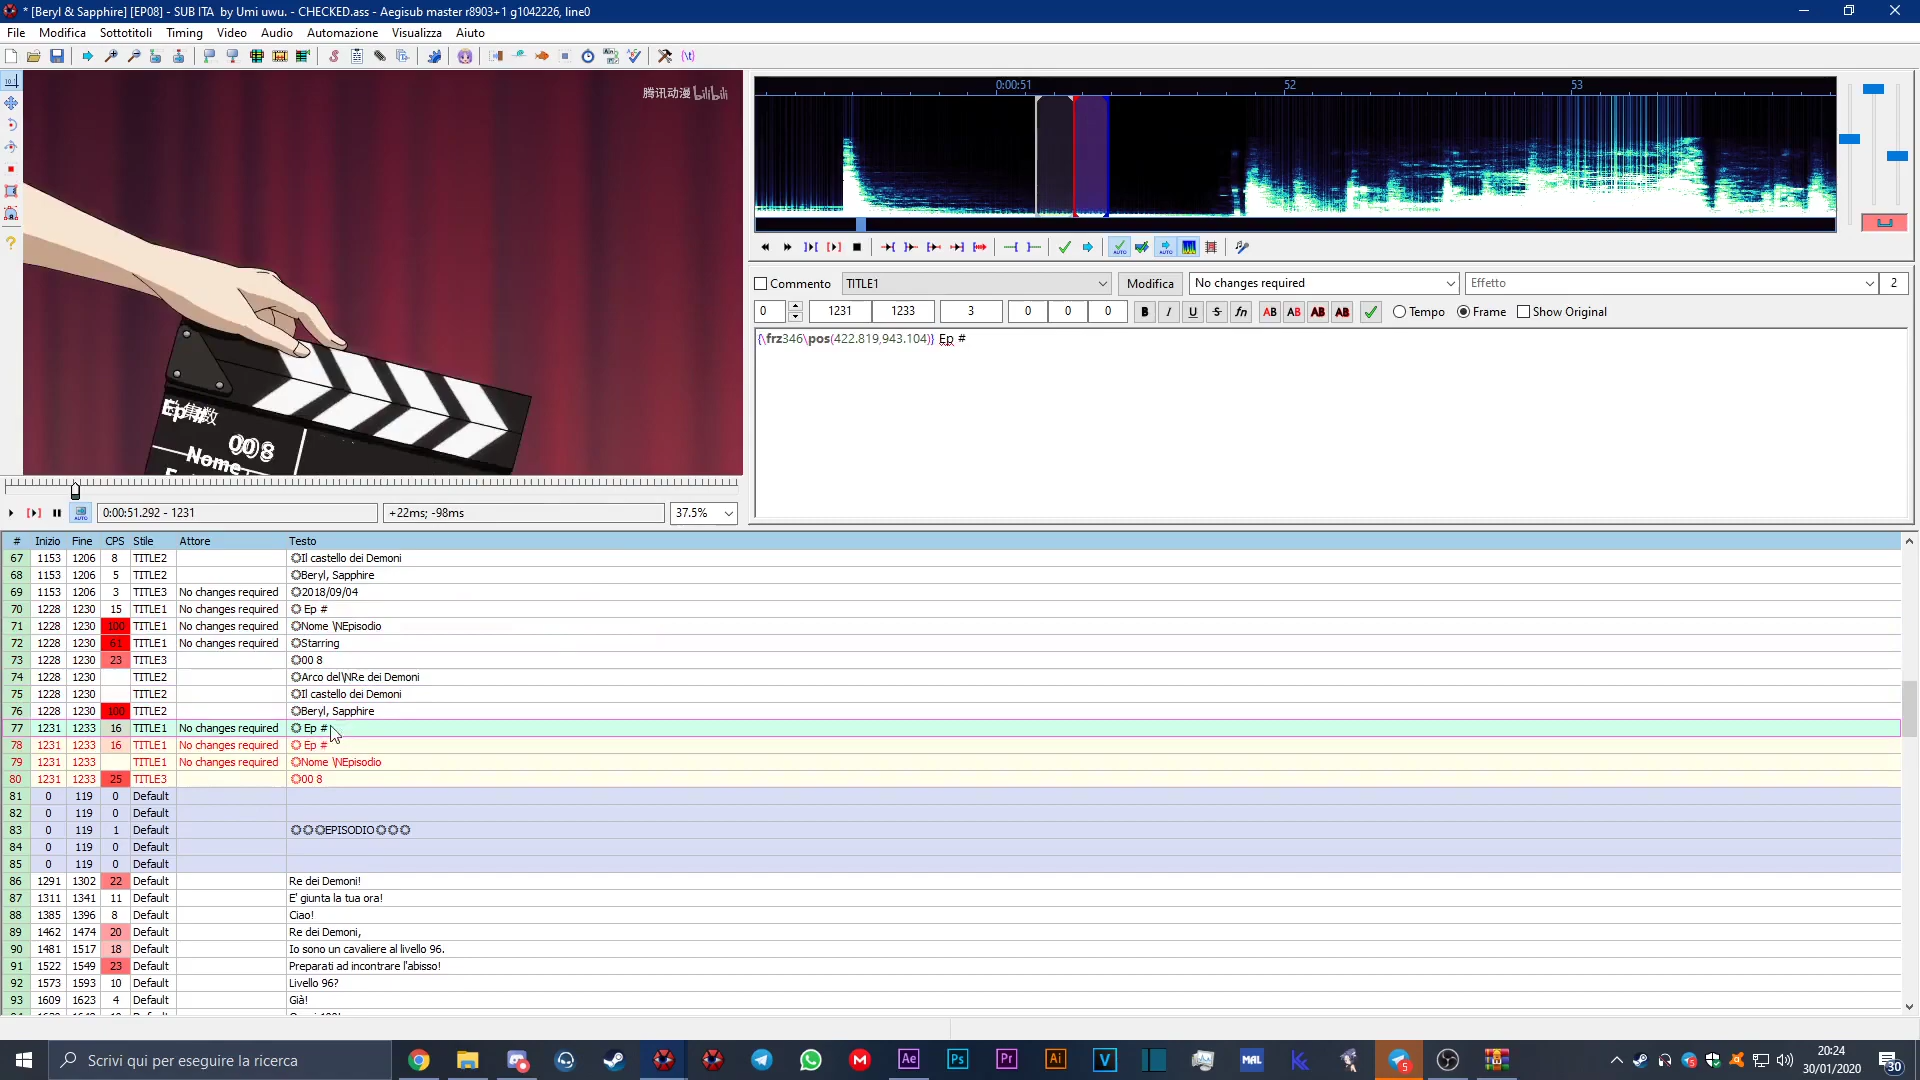 * [Beryl & Sapphire] [EP08] - SUB ITA  by Umi uwu. - CHECKED.ass - Aegisub master r8903+1 g1042226, line0
File Modifica Sottotitoli Timing Video Audio Automazione Visualizza Aiuto
腾讯动漫 bilibili
0:00:51 52 53
Commento TITLE1 Modifica No changes required Effetto 2
0 1231 1233 3 0 0 0 B I U S fn AB AB AB AB Tempo Frame Show Original
{\frz346\pos(422.819,943.104)} Ep #
Ep #
00 8
Nome
0:00:51.292 - 1231 +22ms; -98ms 37.5%
# Inizio Fine CPS Stile Attore Testo
67 1153 1206 8 TITLE2 Il castello dei Demoni
68 1153 1206 5 TITLE2 Beryl, Sapphire
69 1153 1206 3 TITLE3 No changes required 2018/09/04
70 1228 1230 15 TITLE1 No changes required Ep #
71 1228 1230 100 TITLE1 No changes required Nome \NEpisodio
72 1228 1230 61 TITLE1 No changes required Starring
73 1228 1230 23 TITLE3 00 8
74 1228 1230 TITLE2 Arco del\NRe dei Demoni
75 1228 1230 TITLE2 Il castello dei Demoni
76 1228 1230 100 TITLE2 Beryl, Sapphire
77 1231 1233 16 TITLE1 No changes required Ep #
78 1231 1233 16 TITLE1 No changes required Ep #
79 1231 1233 TITLE1 No changes required Nome \NEpisodio
80 1231 1233 25 TITLE3 00 8
81 0 119 0 Default
82 0 119 0 Default
83 0 119 1 Default EPISODIO
84 0 119 0 Default
85 0 119 0 Default
86 1291 1302 22 Default Re dei Demoni!
87 1311 1341 11 Default E' giunta la tua ora!
88 1385 1396 8 Default Ciao!
89 1462 1474 20 Default Re dei Demoni,
90 1481 1517 18 Default Io sono un cavaliere al livello 96.
91 1522 1549 23 Default Preparati ad incontrare l'abisso!
92 1573 1593 10 Default Livello 96?
93 1609 1623 4 Default Già!
Scrivi qui per eseguire la ricerca
Ae Ps Pr Ai V MAL
20:24
30/01/2020
30